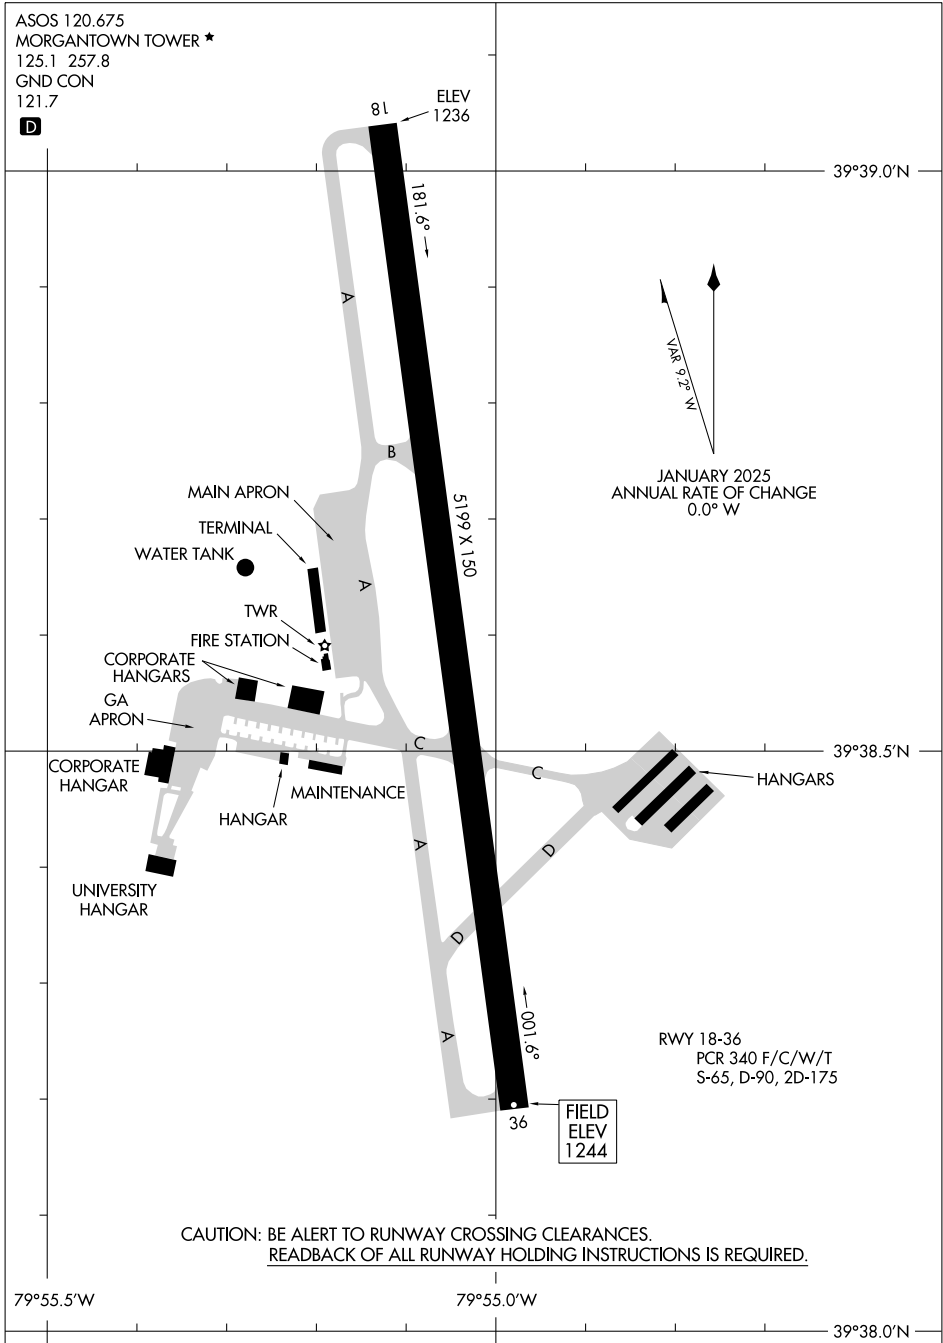 ASOS 120.675
MORGANTOWN TOWER ★
125.1 257.8
GND CON
121.7
D
18
ELEV
1236
39°39.0'N
181.6°
A
VAR 9.2° W
B
JANUARY 2025
ANNUAL RATE OF CHANGE
0.0° W
MAIN APRON
5199 X 150
TERMINAL
WATER TANK
A
TWR
FIRE STATION
CORPORATE
HANGARS
GA
APRON
C
39°38.5'N
CORPORATE
HANGAR
C
HANGARS
MAINTENANCE
HANGAR
A
D
UNIVERSITY
HANGAR
D
A
001.6°
RWY 18-36
PCR 340 F/C/W/T
S-65, D-90, 2D-175
36
FIELD
ELEV
1244
CAUTION: BE ALERT TO RUNWAY CROSSING CLEARANCES.
READBACK OF ALL RUNWAY HOLDING INSTRUCTIONS IS REQUIRED.
79°55.5'W
79°55.0'W
39°38.0'N